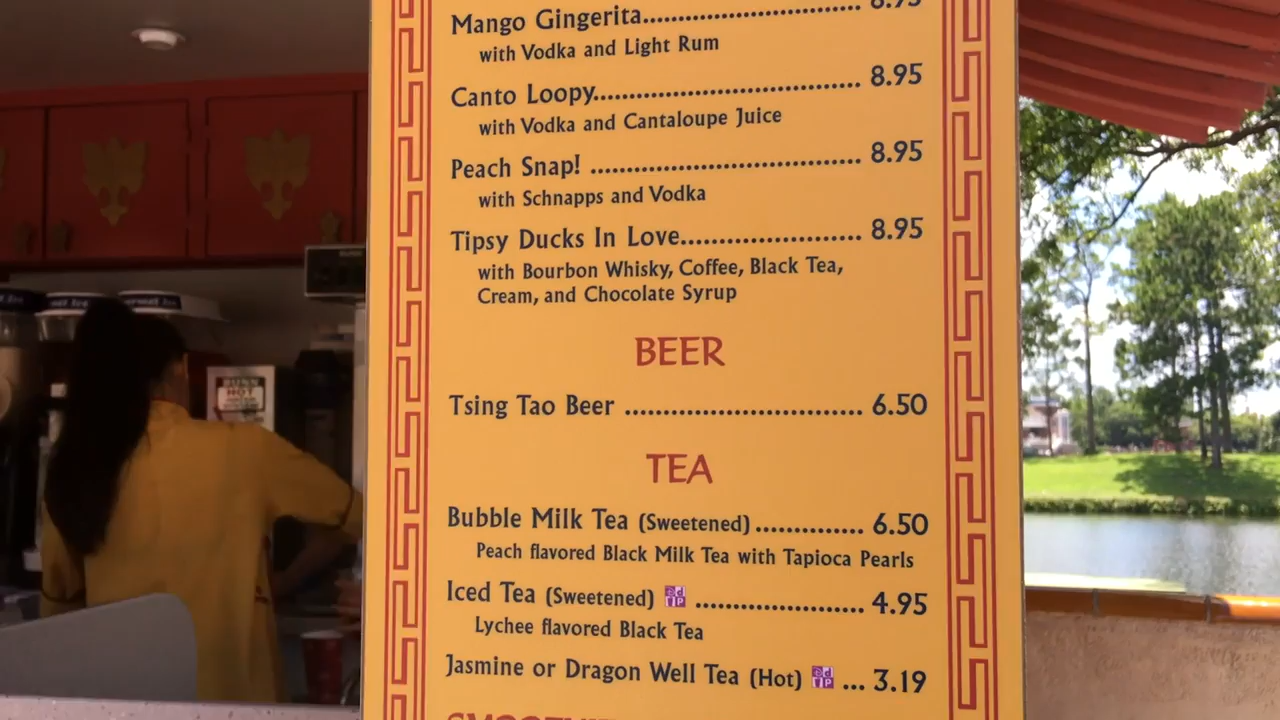 Mango Gingerita........................ 8.95
with Vodka and Light Rum
Canto Loopy............................. 8.95
with Vodka and Cantaloupe Juice
Peach Snap! ............................. 8.95
with Schnapps and Vodka
Tipsy Ducks In Love.................... 8.95
with Bourbon Whisky, Coffee, Black Tea,
Cream, and Chocolate Syrup
BEER
Tsing Tao Beer .......................... 6.50
TEA
Bubble Milk Tea (Sweetened)............ 6.50
Peach flavored Black Milk Tea with Tapioca Pearls
Iced Tea (Sweetened) ................... 4.95
Lychee flavored Black Tea
Jasmine or Dragon Well Tea (Hot) ... 3.19
BUNN
HOT